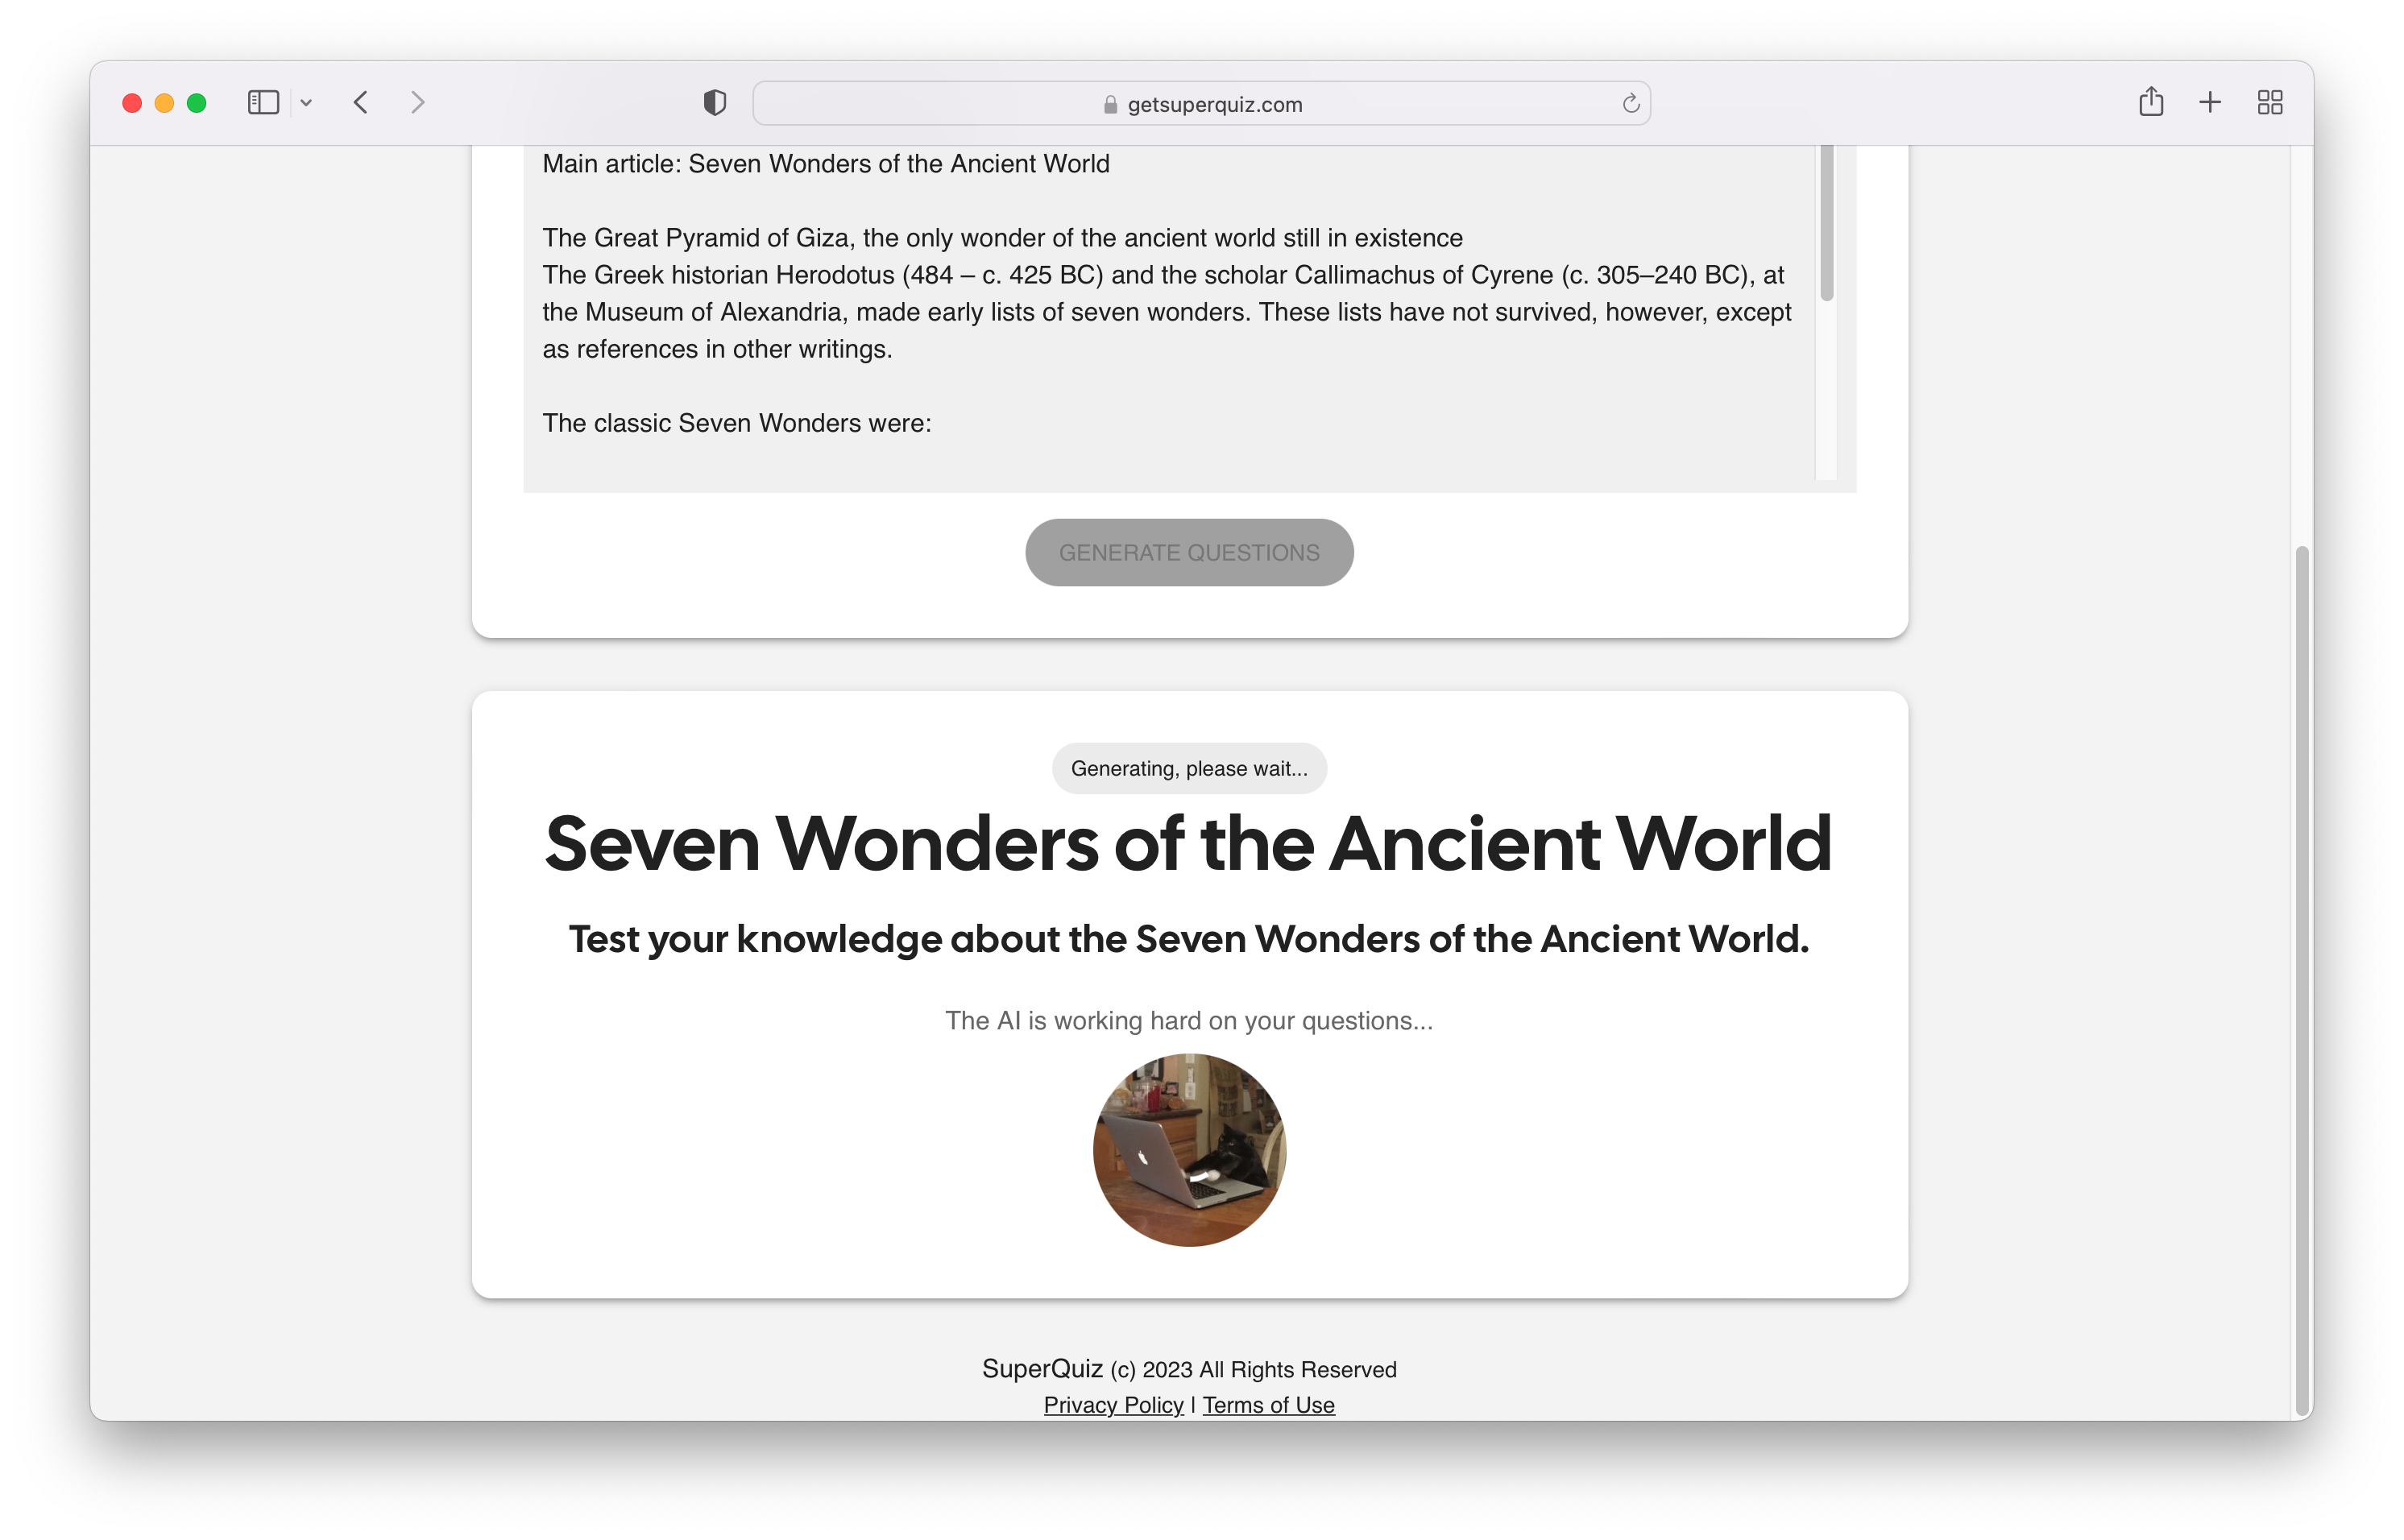 getsuperquiz.com
Main article: Seven Wonders of the Ancient World
The Great Pyramid of Giza, the only wonder of the ancient world still in existence
The Greek historian Herodotus (484 – c. 425 BC) and the scholar Callimachus of Cyrene (c. 305–240 BC), at
the Museum of Alexandria, made early lists of seven wonders. These lists have not survived, however, except
as references in other writings.
The classic Seven Wonders were:
GENERATE QUESTIONS
Generating, please wait...
Seven Wonders of the Ancient World
Test your knowledge about the Seven Wonders of the Ancient World.
The AI is working hard on your questions...
SuperQuiz (c) 2023 All Rights Reserved
Privacy Policy | Terms of Use